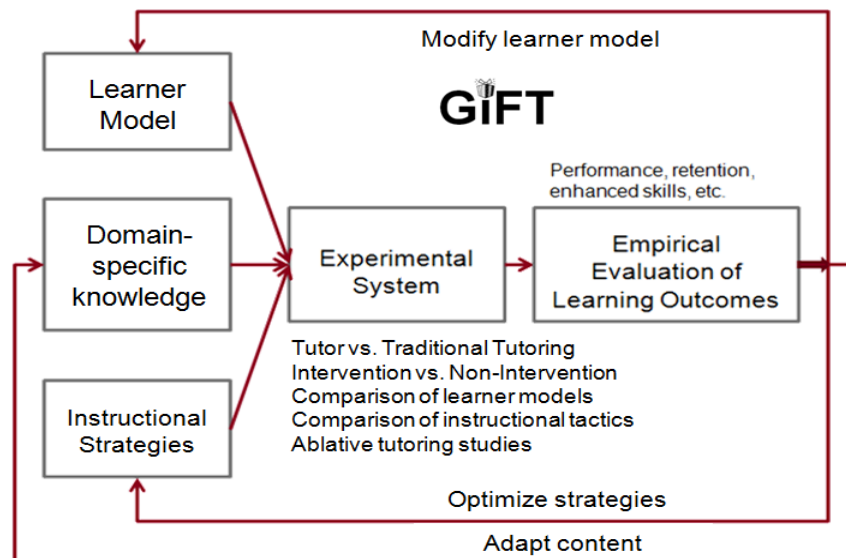 Modify learner model
Learner
Model
GIFT
Performance, retention,
enhanced skills, etc.
Domain-
specific
knowledge
Experimental
System
Empirical
Evaluation of
Learning Outcomes
Tutor vs. Traditional Tutoring
Intervention vs. Non-Intervention
Comparison of learner models
Comparison of instructional tactics
Ablative tutoring studies
Instructional
Strategies
Optimize strategies
Adapt content